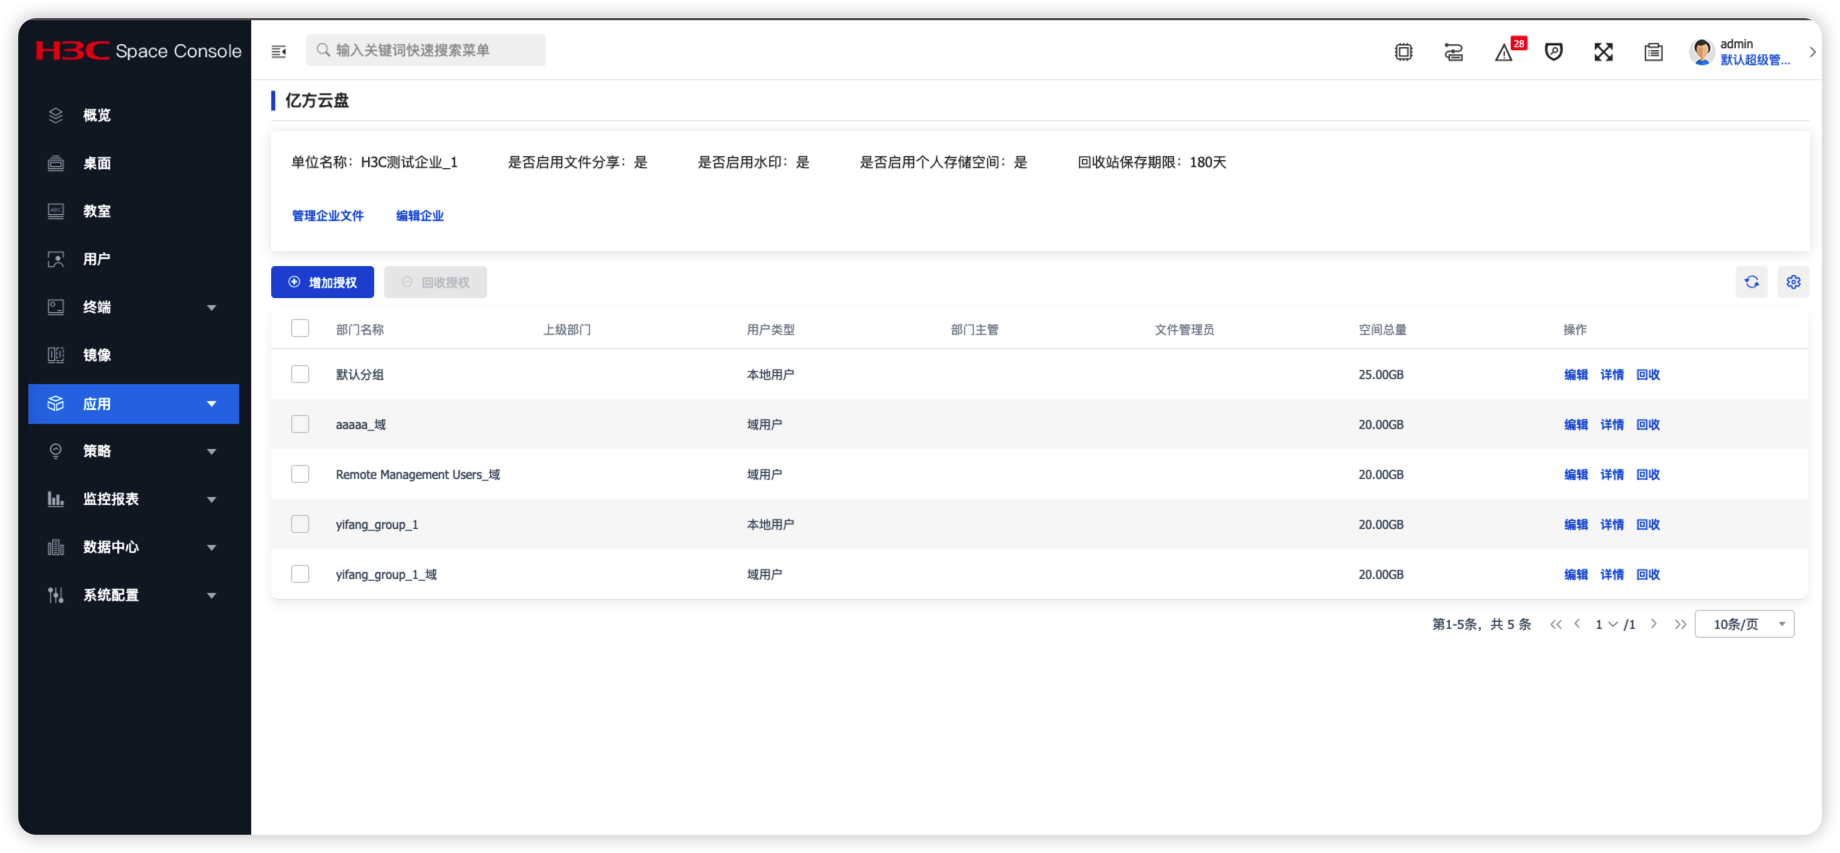 H3C Space Console
输入关键词快速搜索菜单
28
admin
默认超级管...
概览
桌面
教室
用户
终端
镜像
应用
策略
监控报表
数据中心
系统配置
亿方云盘
单位名称：H3C测试企业_1 是否启用文件分享：是 是否启用水印：是 是否启用个人存储空间：是 回收站保存期限：180天
管理企业文件 编辑企业
增加授权 回收授权
部门名称 上级部门 用户类型 部门主管 文件管理员 空间总量 操作
默认分组 本地用户 25.00GB 编辑 详情 回收
aaaaa_域 域用户 20.00GB 编辑 详情 回收
Remote Management Users_域 域用户 20.00GB 编辑 详情 回收
yifang_group_1 本地用户 20.00GB 编辑 详情 回收
yifang_group_1_域 域用户 20.00GB 编辑 详情 回收
第1-5条，共 5 条 1 /1 10条/页